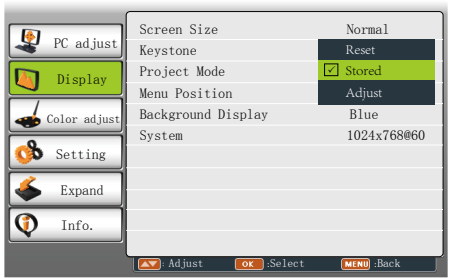 PC adjust
Display
Color adjust
Setting
Expand
Info.
Screen Size Normal
Keystone Reset
Project Mode Stored
Menu Position Adjust
Background Display Blue
System 1024x768@60
: Adjust OK :Select MENU :Back